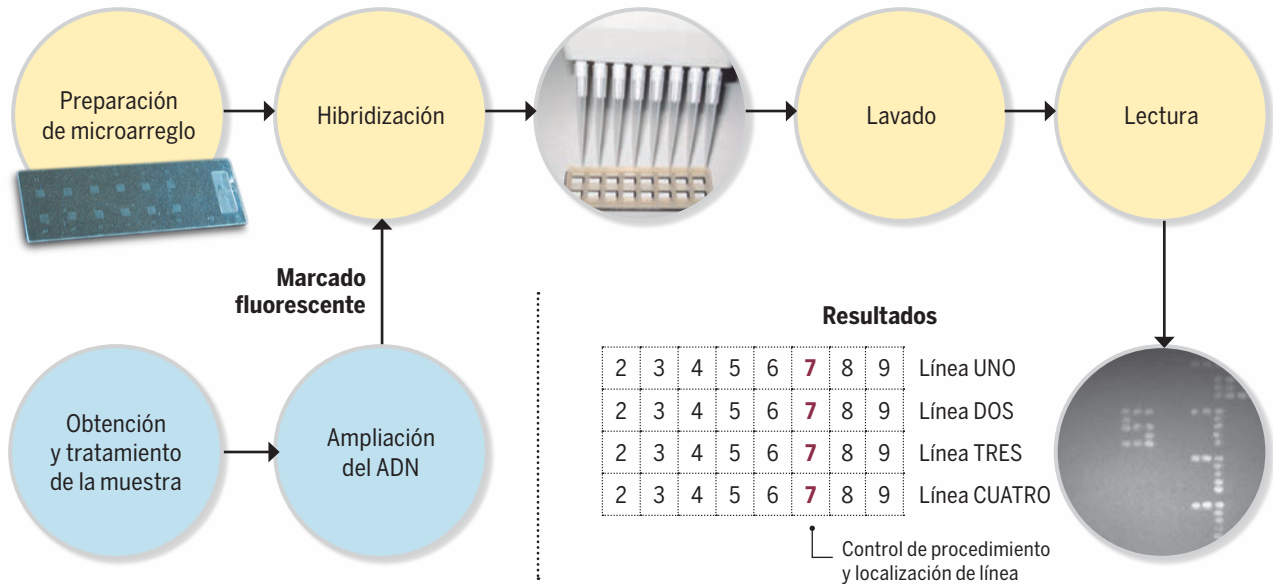 Preparación
de microarreglo
Hibridización
Lavado
Lectura
Marcado
fluorescente
Obtención
y tratamiento
de la muestra
Ampliación
del ADN
Resultados
2 3 4 5 6 7 8 9 Línea UNO
2 3 4 5 6 7 8 9 Línea DOS
2 3 4 5 6 7 8 9 Línea TRES
2 3 4 5 6 7 8 9 Línea CUATRO
Control de procedimiento
y localización de línea